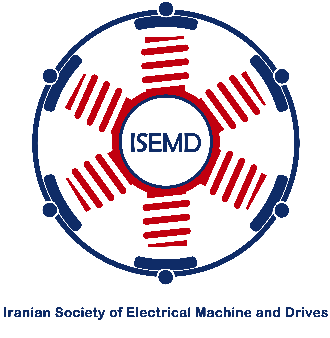 ISEMD
Iranian Society of Electrical Machine and Drives